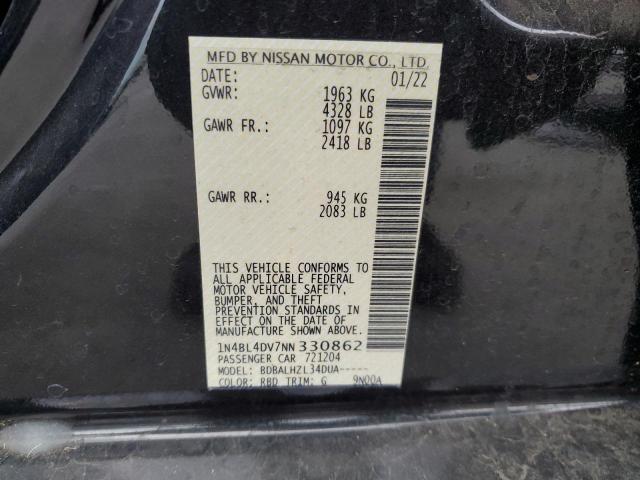 MFD BY NISSAN MOTOR CO., LTD.
DATE: 01/22
GVWR: 1963 KG
4328 LB
GAWR FR.: 1097 KG
2418 LB
GAWR RR.: 945 KG
2083 LB
THIS VEHICLE CONFORMS TO
ALL APPLICABLE FEDERAL
MOTOR VEHICLE SAFETY,
BUMPER, AND THEFT
PREVENTION STANDARDS IN
EFFECT ON THE DATE OF
MANUFACTURE SHOWN ABOVE.
1N4BL4DV7NN330862
PASSENGER CAR 721204
MODEL: BDBALHZL34DUA-----
COLOR: RBD TRIM: G 9N00A